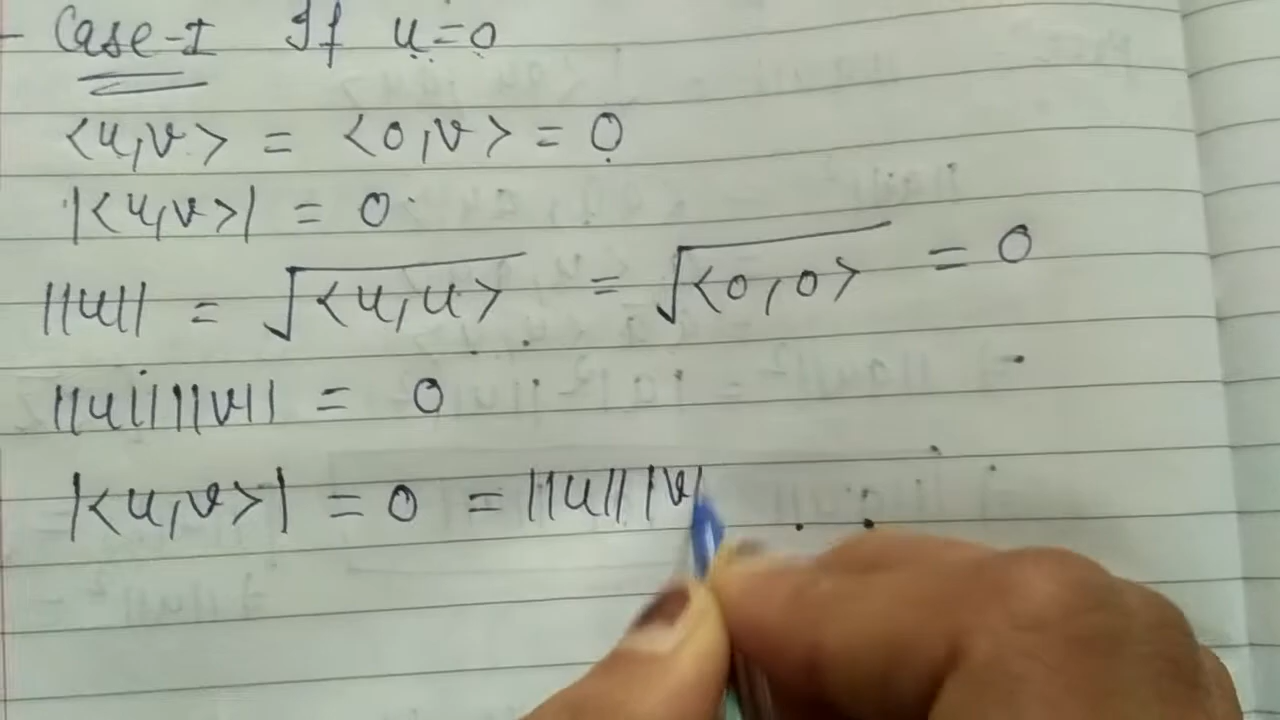 - Case-I If u=0
<u,v> = <0,v> = 0
|<u,v>| = 0.
||u|| = √<u,u> = √<0,0> = 0
||u|| ||v|| = 0
|<u,v>| = 0 = ||u|| |v|